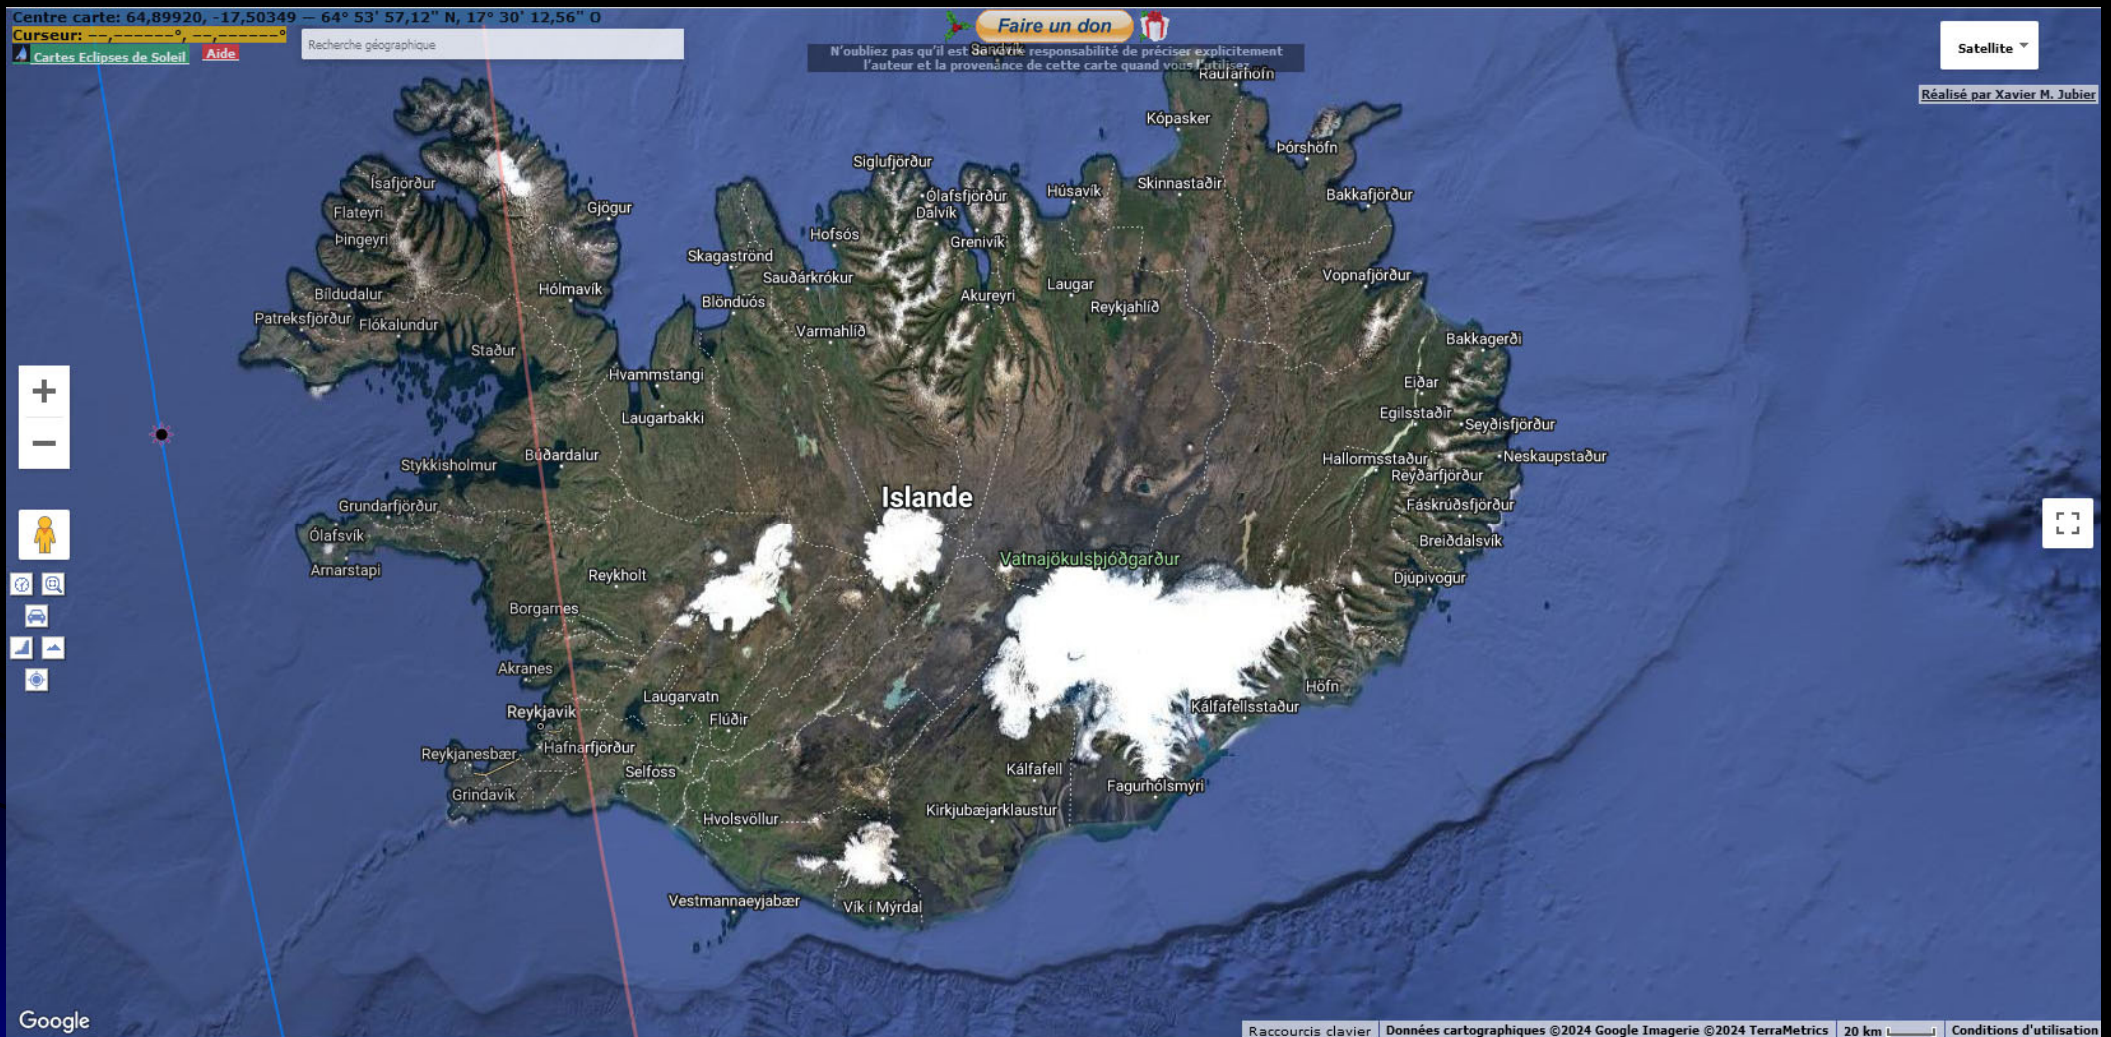 Centre carte: 64,89920, -17,50349 — 64° 53' 57,12" N, 17° 30' 12,56" O
Curseur: --,------°, --,------°
Cartes Eclipses de Soleil
Aide
Recherche géographique
Faire un don
N'oubliez pas qu'il est de votre responsabilité de préciser explicitement
l'auteur et la provenance de cette carte quand vous l'utilisez
Satellite
Réalisé par Xavier M. Jubier
Raufarhöfn
Kópasker
Þórshöfn
Siglufjörður
Ísafjörður
Ólafsfjörður
Húsavík
Skinnastaðir
Bakkafjörður
Flateyri
Gjögur
Dalvík
Þingeyri
Hofsós
Grenivík
Skagaströnd
Sauðárkrókur
Vopnafjörður
Bíldudalur
Hólmavík
Blönduós
Akureyri
Laugar
Reykjahlíð
Patreksfjörður
Flókalundur
Varmahlíð
Bakkagerði
Staður
Hvammstangi
Eiðar
Laugarbakki
Egilsstaðir
Seyðisfjörður
Búðardalur
Stykkisholmur
Hallormsstaður
Neskaupstaður
Reyðarfjörður
Islande
Grundarfjörður
Fáskrúðsfjörður
Ólafsvík
Breiðdalsvík
Arnarstapi
Reykholt
Vatnajökulsþjóðgarður
Djúpivogur
Borgarnes
Akranes
Laugarvatn
Höfn
Reykjavik
Flúðir
Kálfafellsstaður
Reykjanesbær
Hafnarfjörður
Selfoss
Kálfafell
Fagurhólsmýri
Grindavík
Hvolsvöllur
Kirkjubæjarklaustur
Vestmannaeyjabær
Vík í Mýrdal
Google
Raccourcis clavier
Données cartographiques ©2024 Google Imagerie ©2024 TerraMetrics
20 km
Conditions d'utilisation